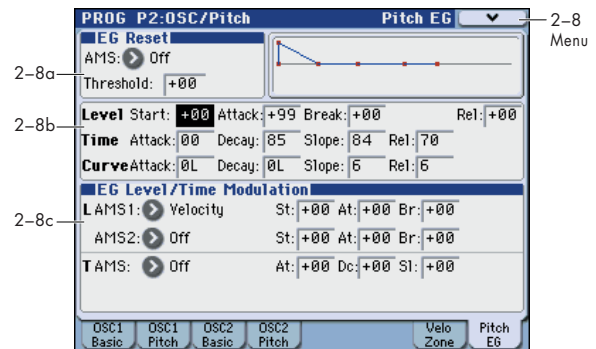 PROG P2:OSC/Pitch Pitch EG
2–8
Menu
EG Reset
AMS: Off
2–8a
Threshold: +00
2–8b
Level Start: +00 Attack: +99 Break: +00 Rel: +00
Time Attack: 00 Decay: 85 Slope: 84 Rel: 70
Curve Attack: 0L Decay: 0L Slope: 6 Rel: 6
EG Level/Time Modulation
2–8c
L AMS1: Velocity St: +00 At: +00 Br: +00
AMS2: Off St: +00 At: +00 Br: +00
T AMS: Off At: +00 Dc: +00 Sl: +00
OSC1 Basic OSC1 Pitch OSC2 Basic OSC2 Pitch Velo Zone Pitch EG